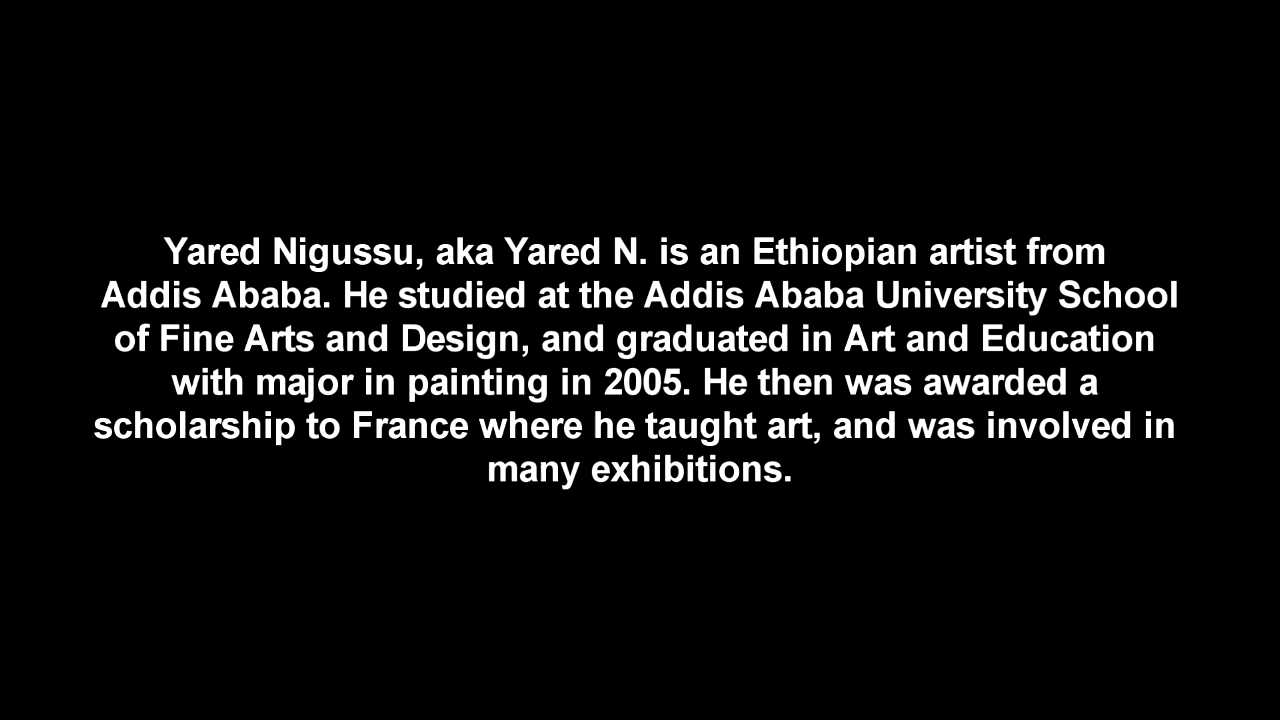 Yared Nigussu, aka Yared N. is an Ethiopian artist from
Addis Ababa. He studied at the Addis Ababa University School
of Fine Arts and Design, and graduated in Art and Education
with major in painting in 2005. He then was awarded a
scholarship to France where he taught art, and was involved in
many exhibitions.